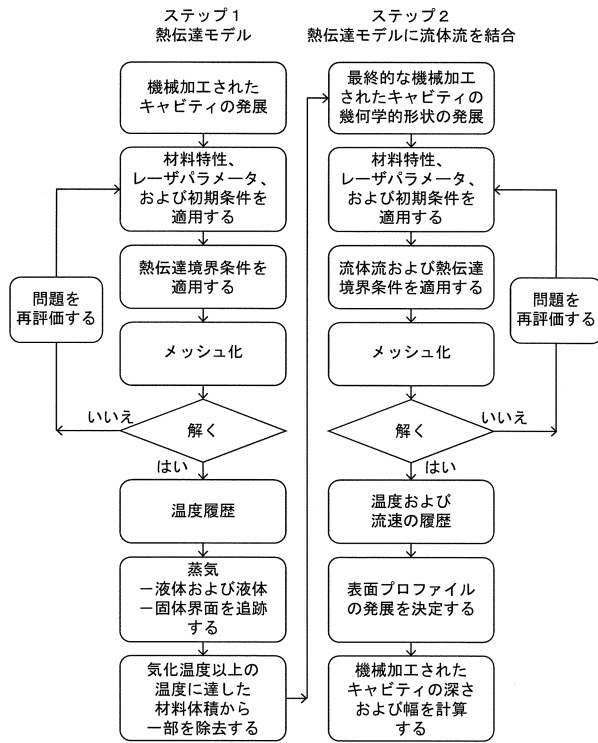 ステップ1
熱伝達モデル
機械加工された
キャビティの発展
材料特性、
レーザパラメータ、
および初期条件を
適用する
熱伝達境界条件を
適用する
問題を
再評価する
メッシュ化
いいえ
解く
はい
温度履歴
蒸気
−液体および液体
−固体界面を追跡
する
気化温度以上の
温度に達した
材料体積から
一部を除去する
ステップ2
熱伝達モデルに流体流を結合
最終的な機械加工
されたキャビティの
幾何学的形状の発展
材料特性、
レーザパラメータ、
および初期条件を
適用する
流体流および熱伝達
境界条件を適用する
問題を
再評価する
メッシュ化
いいえ
解く
はい
温度および
流速の履歴
表面プロファイル
の発展を決定する
機械加工された
キャビティの深さ
および幅を計算
する